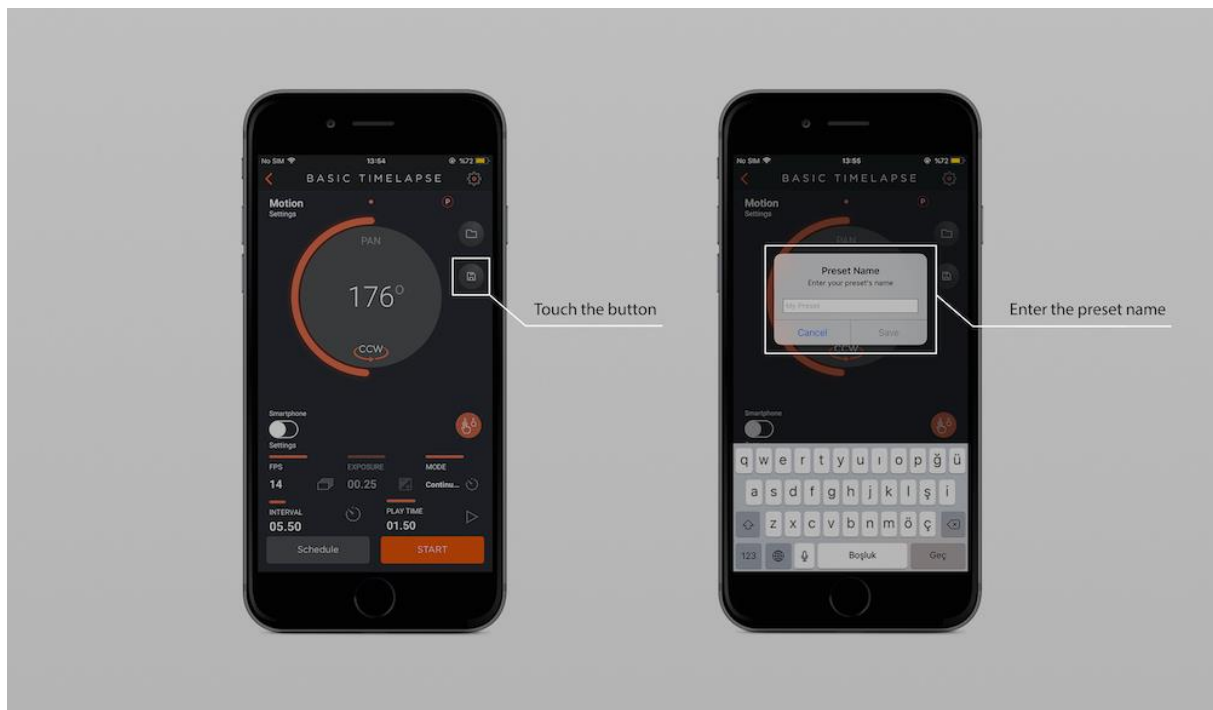 No SIM 13:54 %72
BASIC TIMELAPSE
Motion
Settings
P
PAN
176°
CCW
Smartphone
Settings
FPS EXPOSURE MODE
14 00.25 Continu...
INTERVAL PLAY TIME
05.50 01.50
Schedule START
Touch the button
No SIM 13:55 %72
BASIC TIMELAPSE
Motion
Settings
P
PAN
Preset Name
Enter your preset's name
My Preset
Cancel Save
CCW
Smartphone
q w e r t y u ı o p ğ ü
a s d f g h j k l ş i
z x c v b n m ö ç
123 Boşluk Geç
Enter the preset name